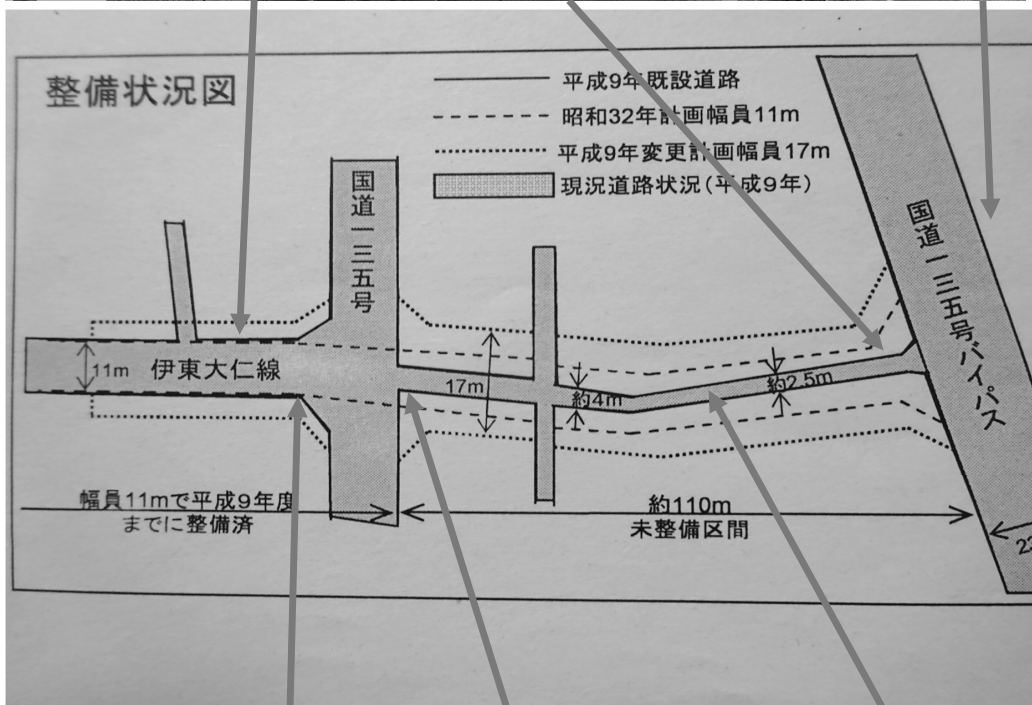 整備状況図
平成9年既設道路
昭和32年計画幅員11m
平成9年変更計画幅員17m
現況道路状況(平成9年)
国道一三五号
国道一三五号バイパス
11m
伊東大仁線
17m
約4m
約2.5m
幅員11mで平成9年度
までに整備済
約110m
未整備区間